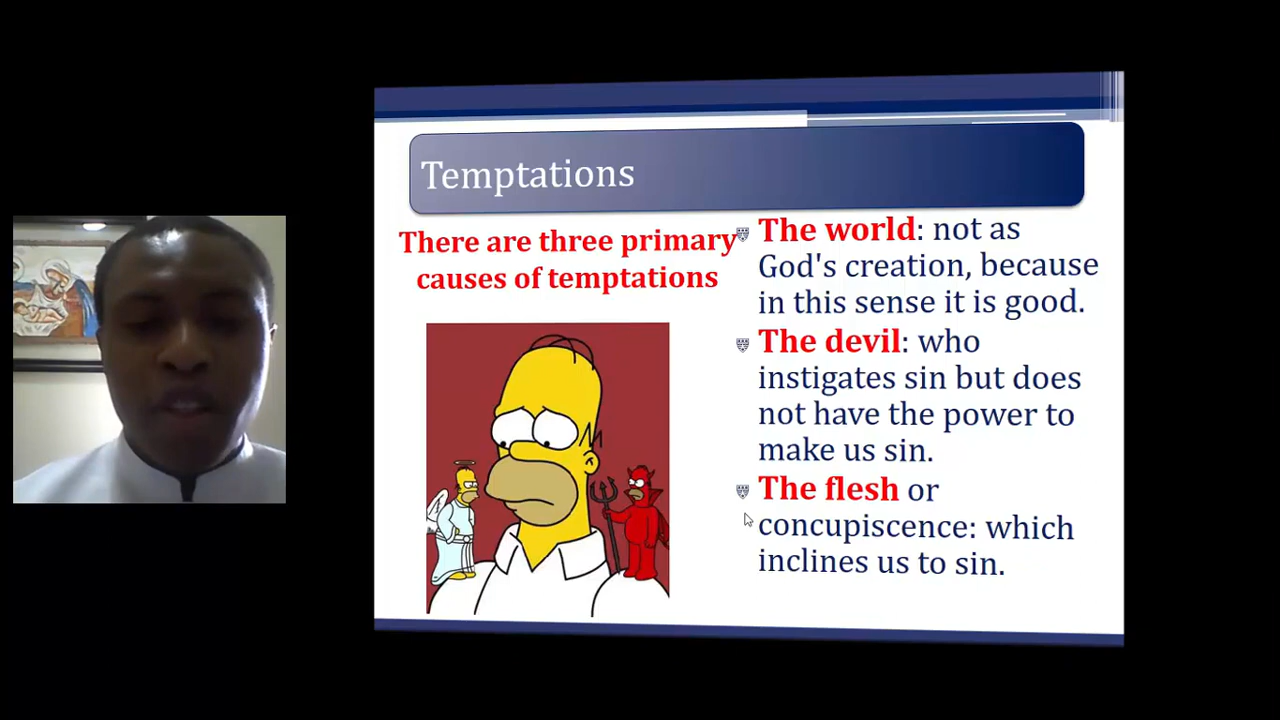 Temptations
There are three primary
causes of temptations
The world: not as
God's creation, because
in this sense it is good.
The devil: who
instigates sin but does
not have the power to
make us sin.
The flesh or
concupiscence: which
inclines us to sin.